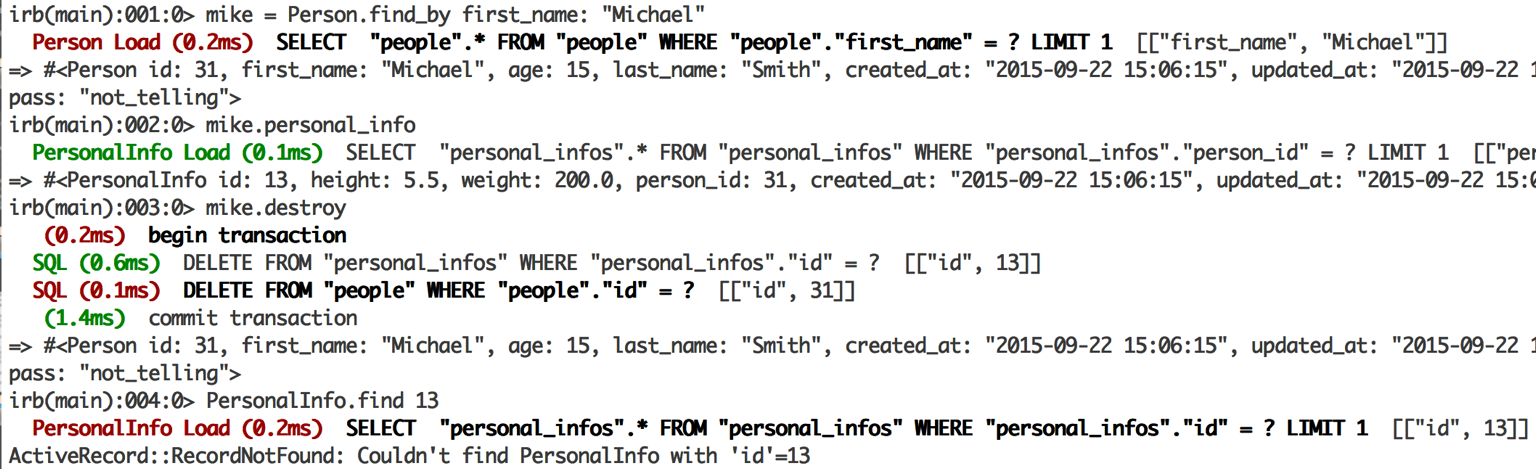 irb(main):001:0> mike = Person.find_by first_name: "Michael"
Person Load (0.2ms)  SELECT  "people".* FROM "people" WHERE "people"."first_name" = ? LIMIT 1  [["first_name", "Michael"]]
=> #<Person id: 31, first_name: "Michael", age: 15, last_name: "Smith", created_at: "2015-09-22 15:06:15", updated_at: "2015-09-22 1
pass: "not_telling">
irb(main):002:0> mike.personal_info
PersonalInfo Load (0.1ms)  SELECT  "personal_infos".* FROM "personal_infos" WHERE "personal_infos"."person_id" = ? LIMIT 1  [["per
=> #<PersonalInfo id: 13, height: 5.5, weight: 200.0, person_id: 31, created_at: "2015-09-22 15:06:15", updated_at: "2015-09-22 15:0
irb(main):003:0> mike.destroy
(0.2ms)  begin transaction
SQL (0.6ms)  DELETE FROM "personal_infos" WHERE "personal_infos"."id" = ?  [["id", 13]]
SQL (0.1ms)  DELETE FROM "people" WHERE "people"."id" = ?  [["id", 31]]
(1.4ms)  commit transaction
=> #<Person id: 31, first_name: "Michael", age: 15, last_name: "Smith", created_at: "2015-09-22 15:06:15", updated_at: "2015-09-22 1
pass: "not_telling">
irb(main):004:0> PersonalInfo.find 13
PersonalInfo Load (0.2ms)  SELECT  "personal_infos".* FROM "personal_infos" WHERE "personal_infos"."id" = ? LIMIT 1  [["id", 13]]
ActiveRecord::RecordNotFound: Couldn't find PersonalInfo with 'id'=13